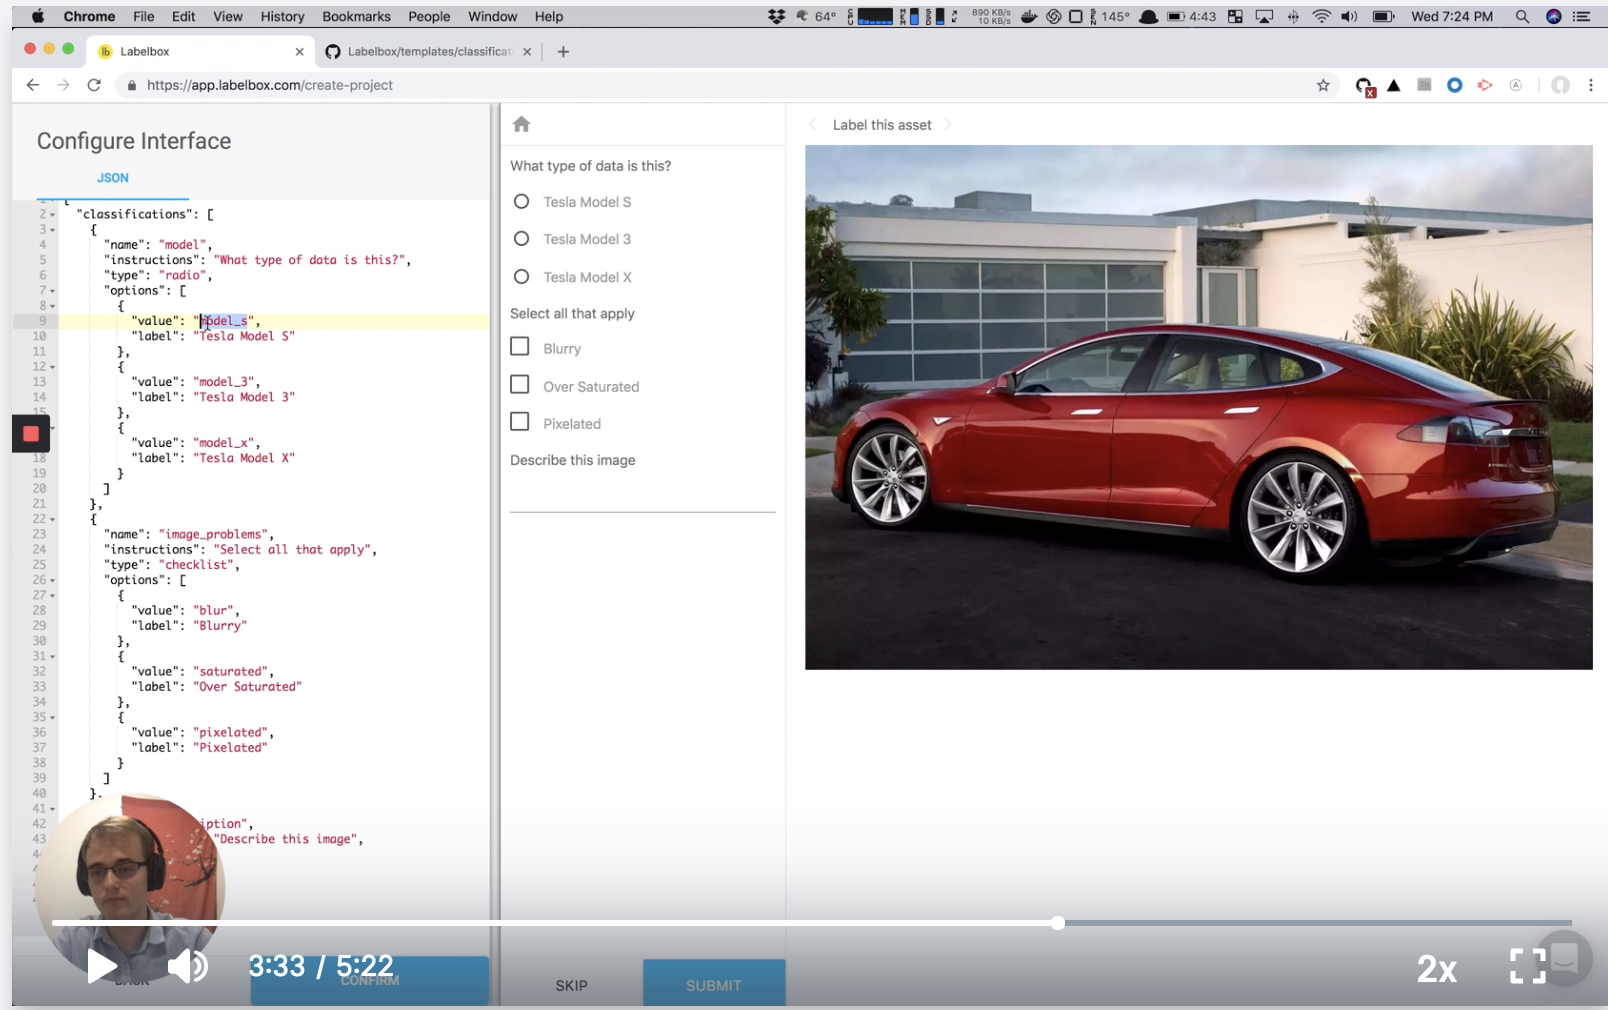 Chrome File Edit View History Bookmarks People Window Help 64° 890 KB/s 10 KB/s 145° 4:43 Wed 7:24 PM
Labelbox Labelbox/templates/classificat
https://app.labelbox.com/create-project
Configure Interface
JSON
2 "classifications": [
3 {
4 "name": "model",
5 "instructions": "What type of data is this?",
6 "type": "radio",
7 "options": [
8 {
9 "value": "model_s",
10 "label": "Tesla Model S"
11 },
12 {
13 "value": "model_3",
14 "label": "Tesla Model 3"
15 },
{
"value": "model_x",
18 "label": "Tesla Model X"
19 }
20 ]
21 },
22 {
23 "name": "image_problems",
24 "instructions": "Select all that apply",
25 "type": "checklist",
26 "options": [
27 {
28 "value": "blur",
29 "label": "Blurry"
30 },
31 {
32 "value": "saturated",
33 "label": "Over Saturated"
34 },
35 {
36 "value": "pixelated",
37 "label": "Pixelated"
38 }
39 ]
40 },
41
42 iption",
43 "Describe this image",
What type of data is this?
Tesla Model S
Tesla Model 3
Tesla Model X
Select all that apply
Blurry
Over Saturated
Pixelated
Describe this image
Label this asset
3:33 / 5:22
BACK
CONFIRM
SKIP
SUBMIT
2x